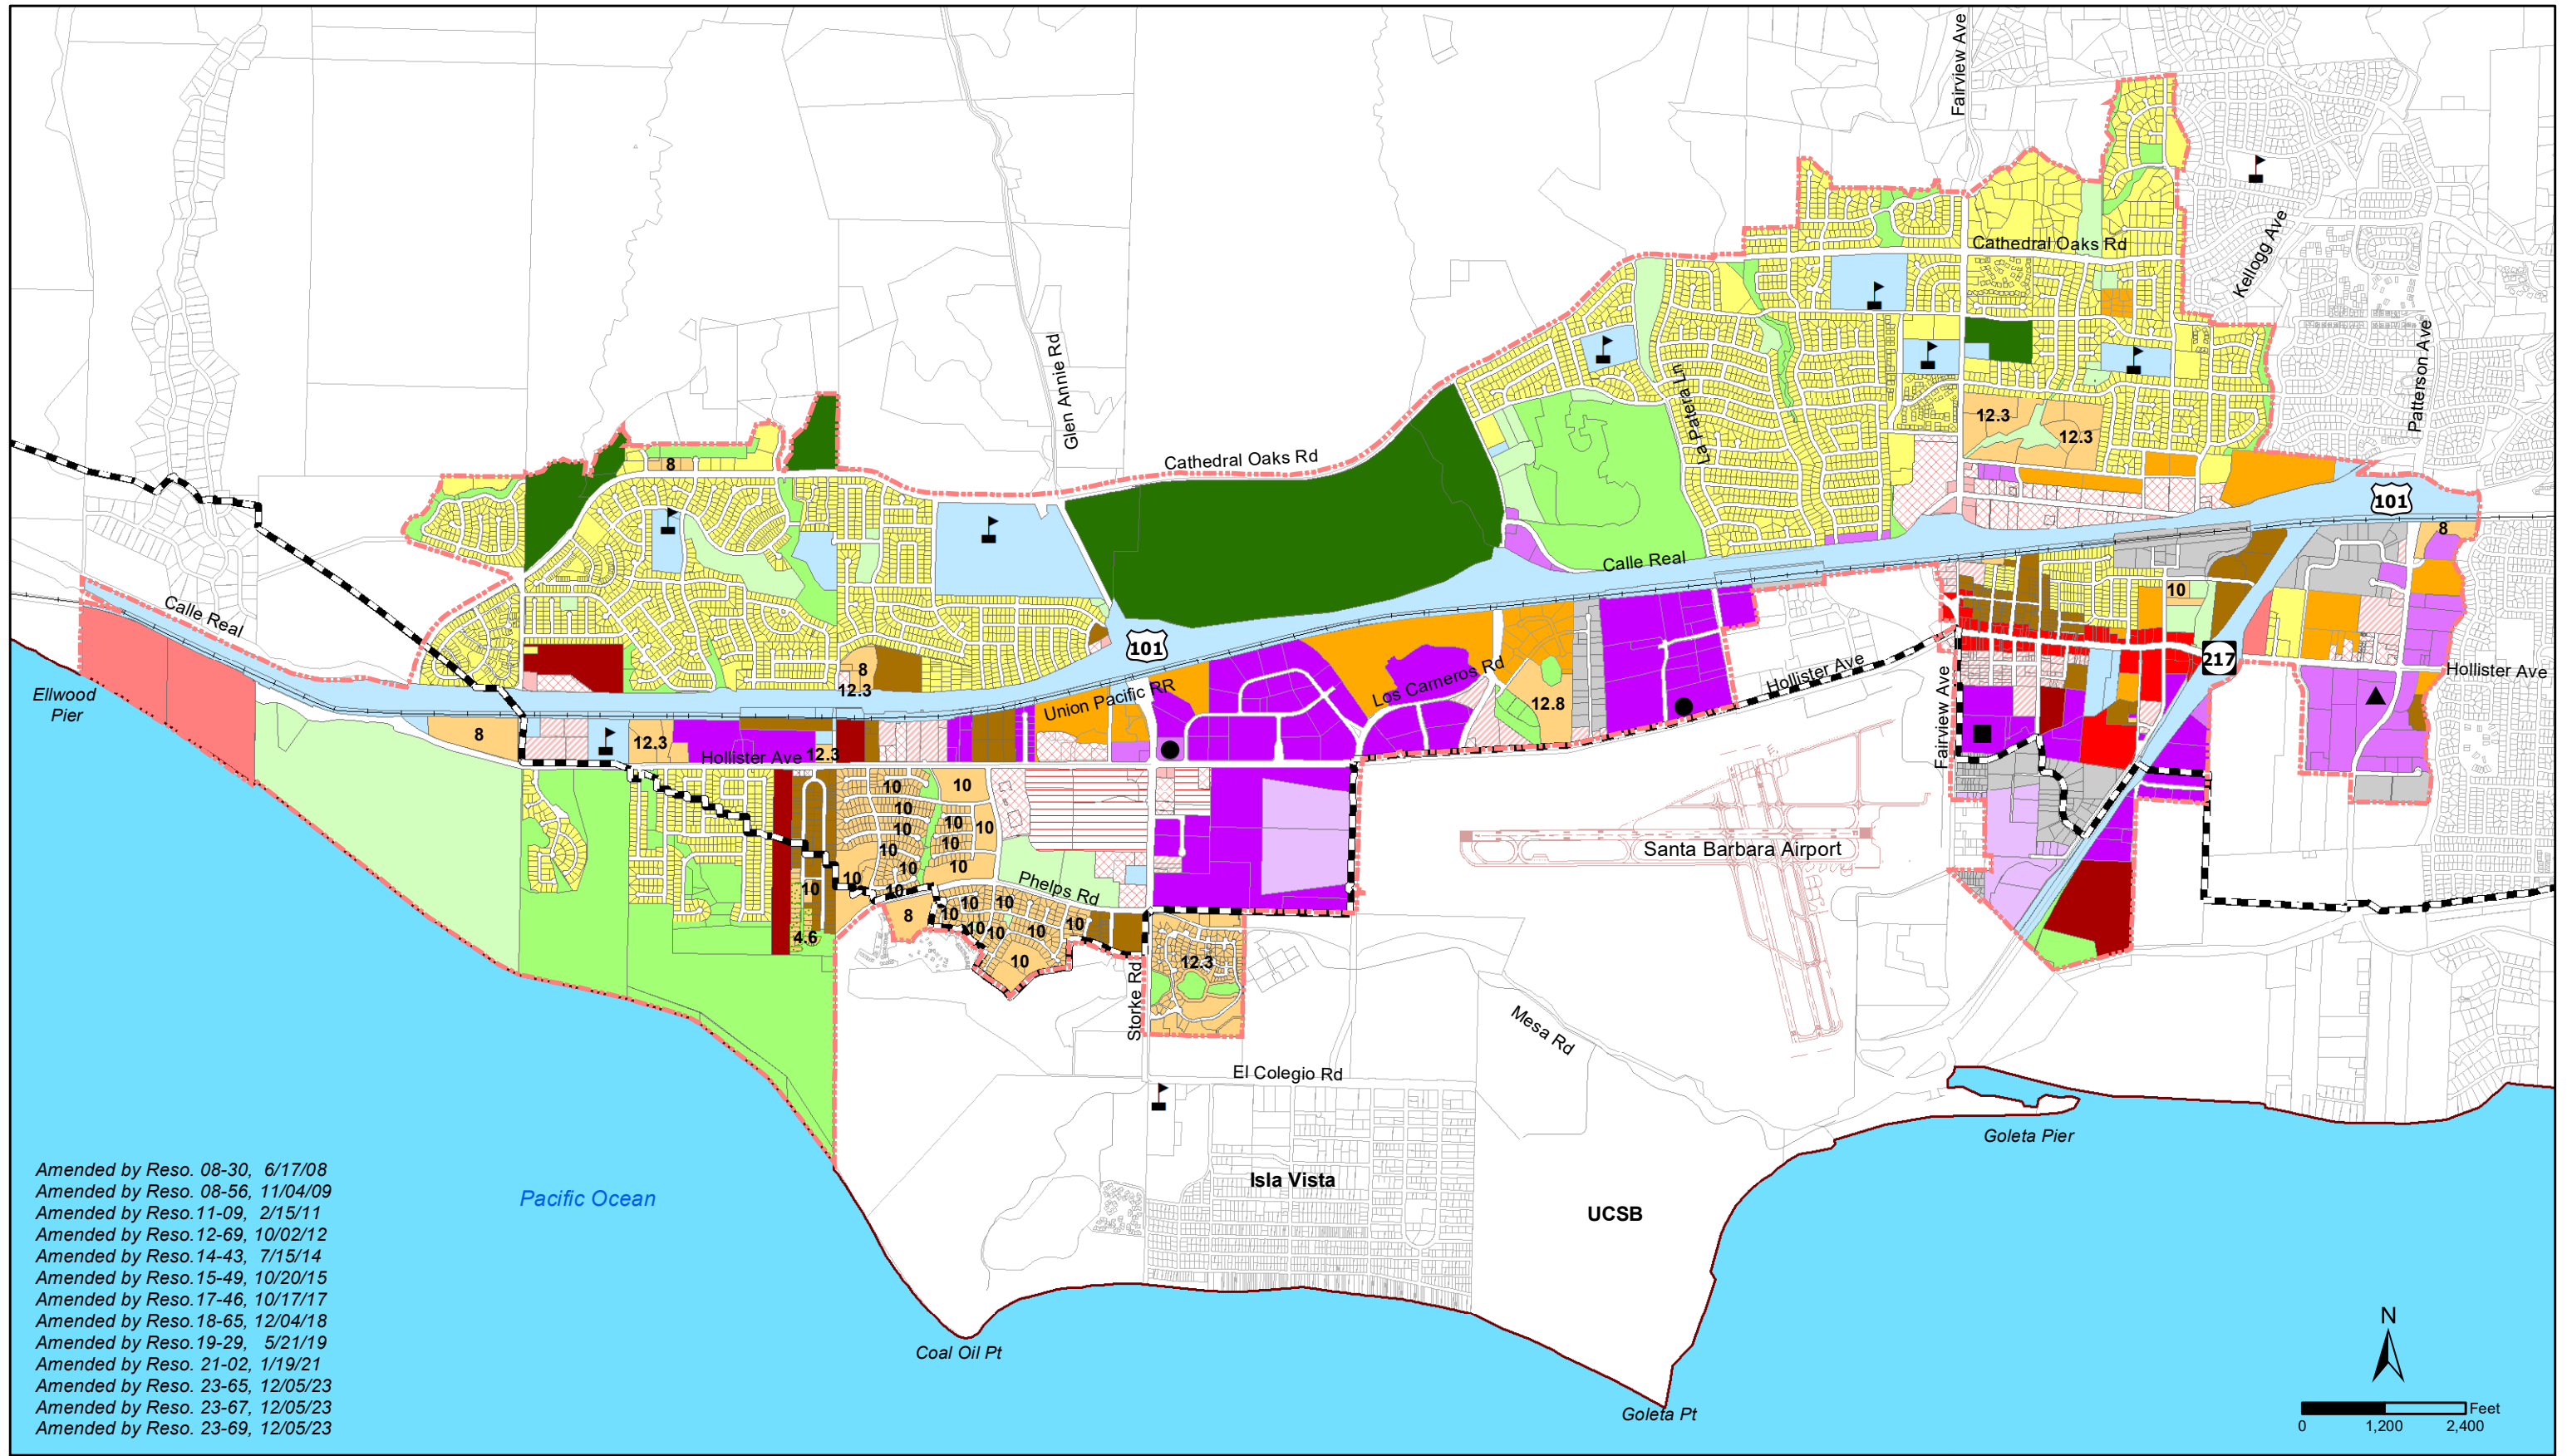 Fairview Ave
Cathedral Oaks Rd
Kellogg Ave
Patterson Ave
Glen Annie Rd
La Patera Ln
12.3
12.3
8
Cathedral Oaks Rd
101
8
Calle Real
Calle Real
10
101
8
12.3
Union Pacific RR
Los Carneros Rd
Hollister Ave
217
Hollister Ave
Ellwood
Pier
8
12.3
Hollister Ave
12.3
12.8
Fairview Ave
10
10
10
10
10
10
10
10
10
10
10
10
10
10
Santa Barbara Airport
Phelps Rd
8
10
10
10
10
10
10
10
10
4.6
12.3
Storke Rd
Mesa Rd
El Colegio Rd
Goleta Pier
Isla Vista
UCSB
Pacific Ocean
Amended by Reso. 08-30, 6/17/08
Amended by Reso. 08-56, 11/04/09
Amended by Reso.11-09, 2/15/11
Amended by Reso.12-69, 10/02/12
Amended by Reso.14-43, 7/15/14
Amended by Reso.15-49, 10/20/15
Amended by Reso.17-46, 10/17/17
Amended by Reso.18-65, 12/04/18
Amended by Reso.19-29, 5/21/19
Amended by Reso. 21-02, 1/19/21
Amended by Reso. 23-65, 12/05/23
Amended by Reso. 23-67, 12/05/23
Amended by Reso. 23-69, 12/05/23
Coal Oil Pt
Goleta Pt
N
Feet
0 1,200 2,400